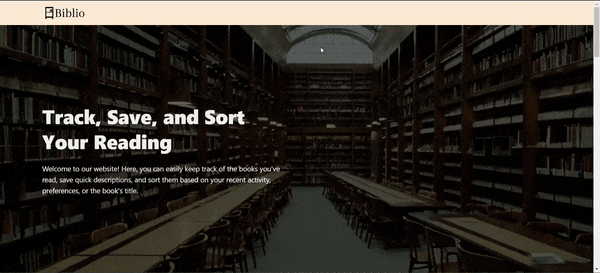 Biblio
Track, Save, and Sort
Your Reading
Welcome to our website! Here, you can easily keep track of the books you've
read, save quick descriptions, and sort them based on your recent activity,
preferences, or the book's title.